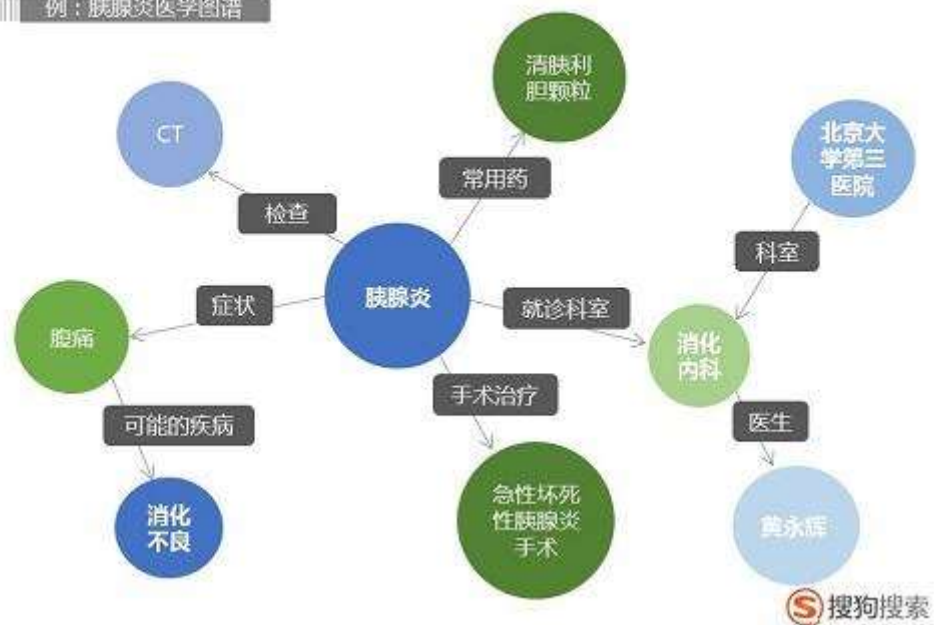 例：胰腺炎医学图谱
清胰利
胆颗粒
CT
北京大
学第三
医院
常用药
检查
科室
胰腺炎
症状
就诊科室
腹痛
消化
内科
手术治疗
可能的疾病
医生
急性坏死
性胰腺炎
手术
消化
不良
黄永辉
搜狗搜索